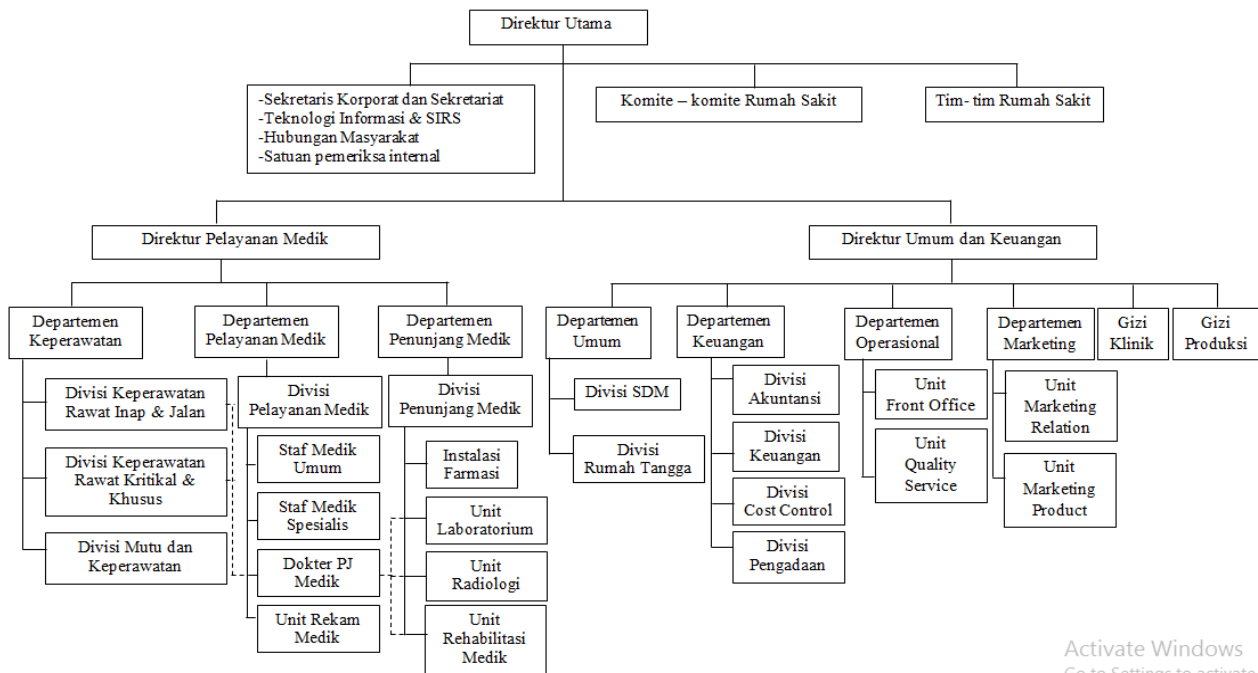 Direktur Utama
-Sekretaris Korporat dan Sekretariat
-Teknologi Informasi & SIRS
-Hubungan Masyarakat
-Satuan pemeriksa internal
Komite – komite Rumah Sakit
Tim- tim Rumah Sakit
Direktur Pelayanan Medik
Direktur Umum dan Keuangan
Departemen
Keperawatan
Departemen
Pelayanan Medik
Departemen
Penunjang Medik
Departemen
Umum
Departemen
Keuangan
Departemen
Operasional
Departemen
Marketing
Gizi
Klinik
Gizi
Produksi
Divisi Keperawatan
Rawat Inap & Jalan
Divisi Keperawatan
Rawat Kritikal &
Khusus
Divisi Mutu dan
Keperawatan
Divisi
Pelayanan Medik
Staf Medik
Umum
Staf Medik
Spesialis
Dokter PJ
Medik
Unit Rekam
Medik
Divisi
Penunjang Medik
Instalasi
Farmasi
Unit
Laboratorium
Unit
Radiologi
Unit
Rehabilitasi
Medik
Divisi SDM
Divisi
Rumah Tangga
Divisi
Akuntansi
Divisi
Keuangan
Divisi
Cost Control
Divisi
Pengadaan
Unit
Front Office
Unit
Quality
Service
Unit
Marketing
Relation
Unit
Marketing
Product
Activate Windows
Go to Settings to activate